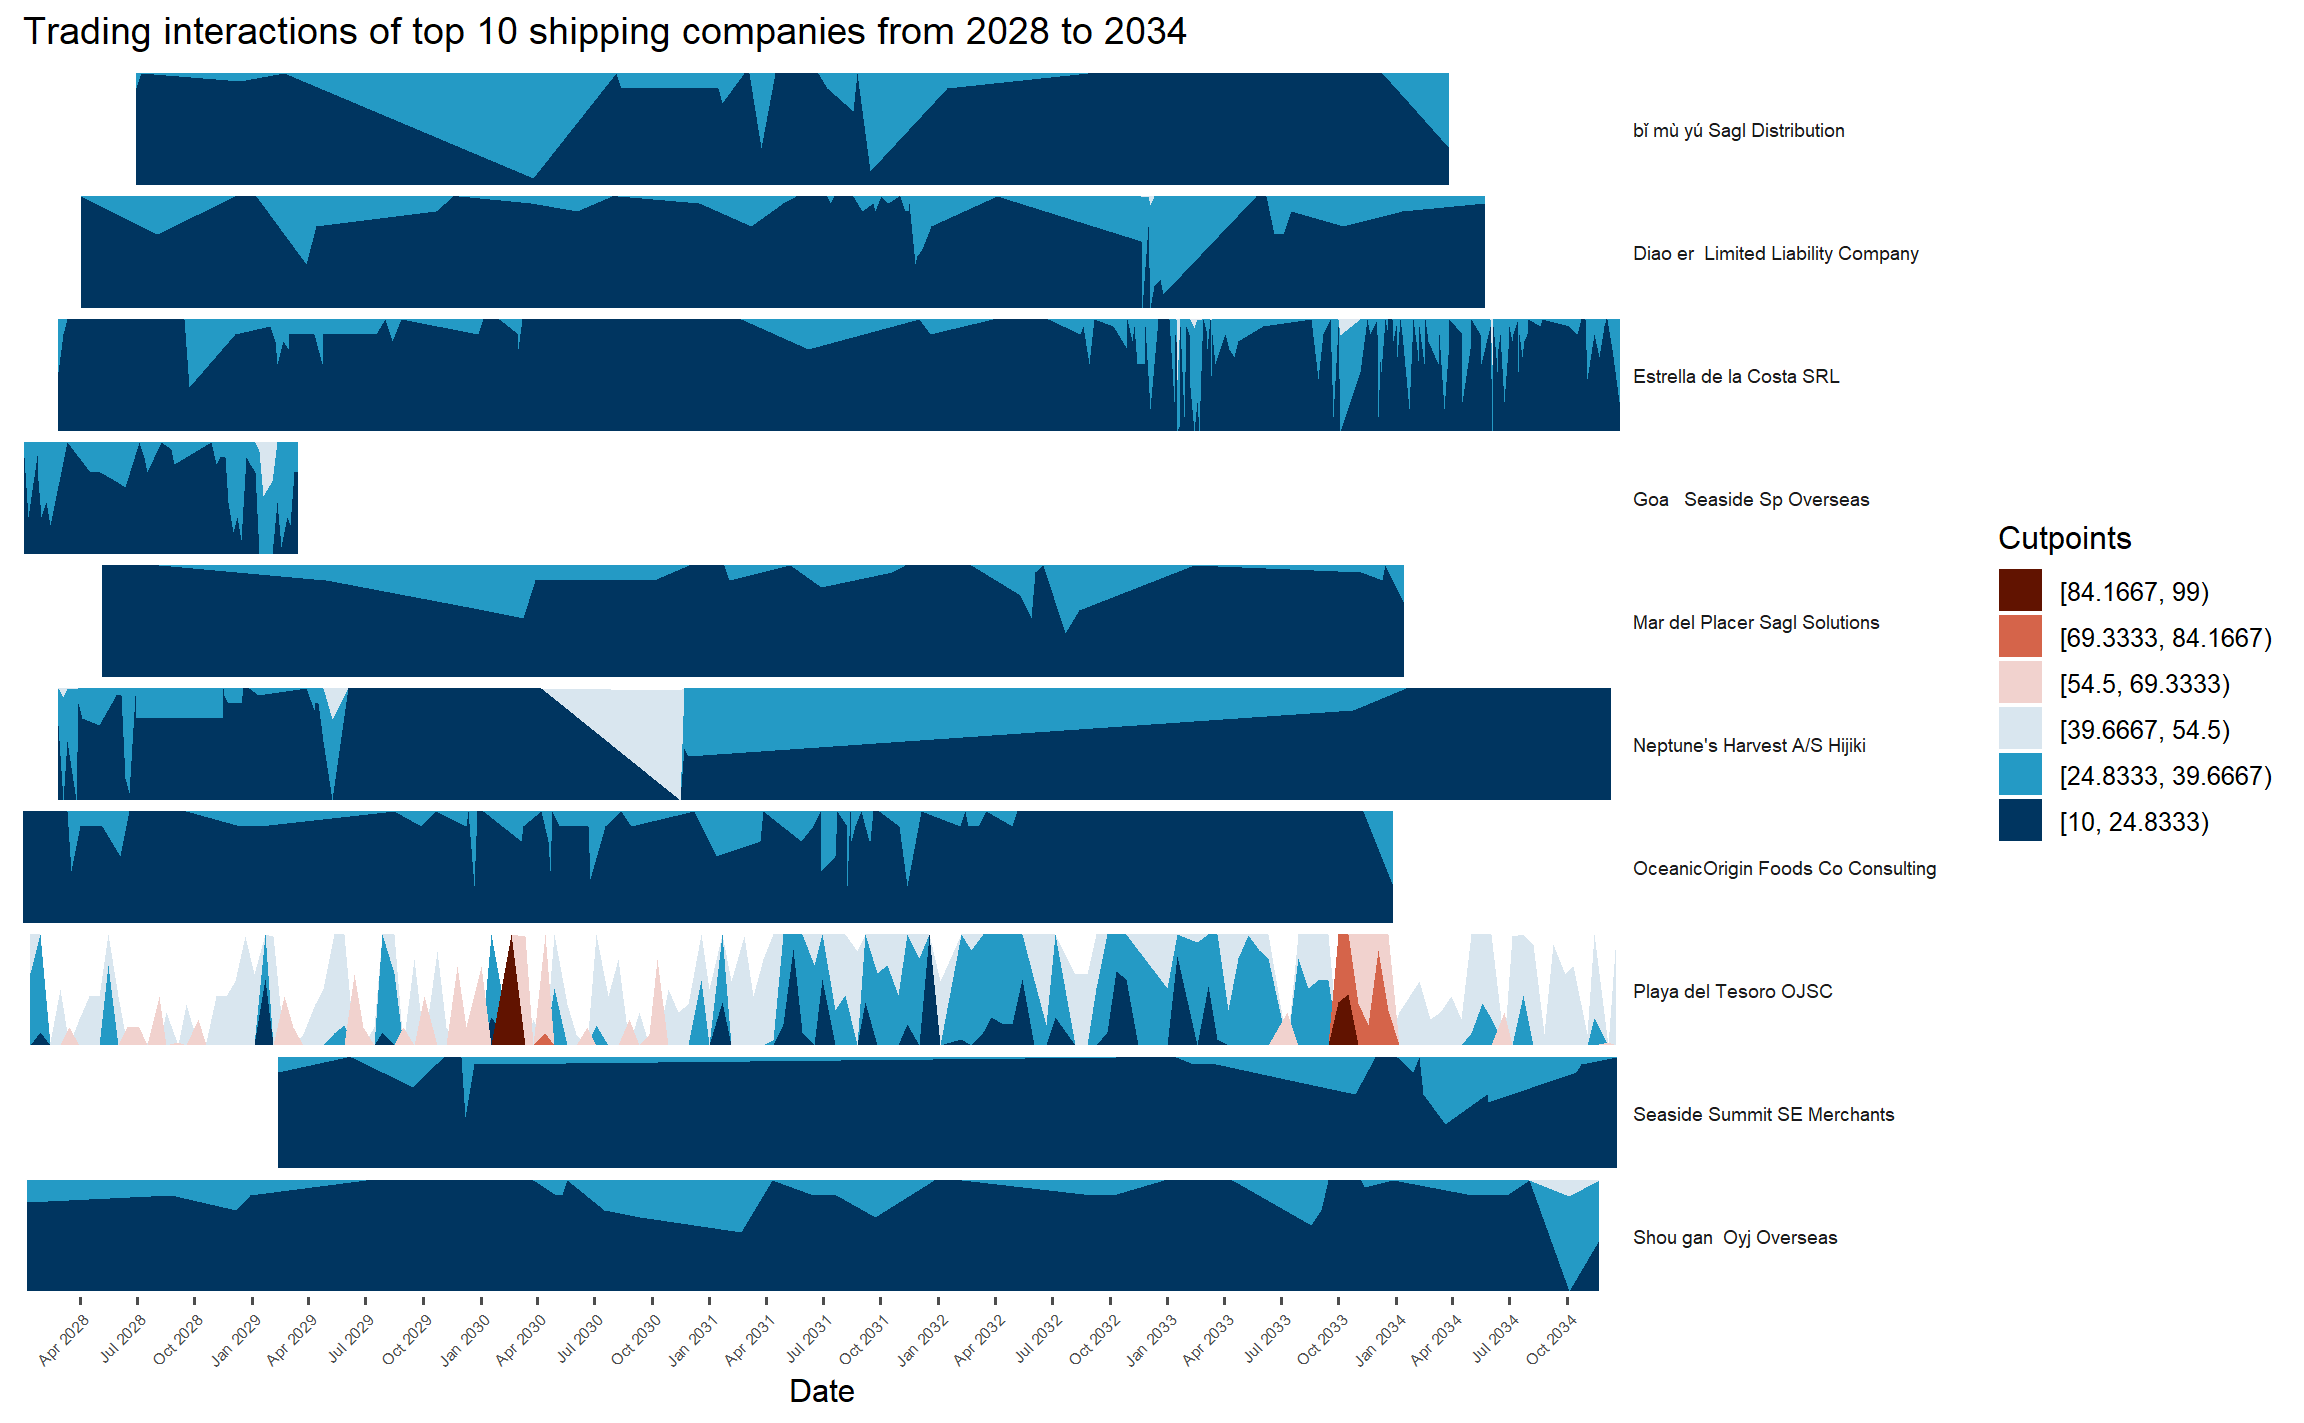 Trading interactions of top 10 shipping companies from 2028 to 2034
bǐ mù yú Sagl Distribution
Diao er  Limited Liability Company
Estrella de la Costa SRL
Goa   Seaside Sp Overseas
Mar del Placer Sagl Solutions
Neptune's Harvest A/S Hijiki
OceanicOrigin Foods Co Consulting
Playa del Tesoro OJSC
Seaside Summit SE Merchants
Shou gan  Oyj Overseas
Cutpoints
[84.1667, 99)
[69.3333, 84.1667)
[54.5, 69.3333)
[39.6667, 54.5)
[24.8333, 39.6667)
[10, 24.8333)
Apr 2028
Jul 2028
Oct 2028
Jan 2029
Apr 2029
Jul 2029
Oct 2029
Jan 2030
Apr 2030
Jul 2030
Oct 2030
Jan 2031
Apr 2031
Jul 2031
Oct 2031
Jan 2032
Apr 2032
Jul 2032
Oct 2032
Jan 2033
Apr 2033
Jul 2033
Oct 2033
Jan 2034
Apr 2034
Jul 2034
Oct 2034
Date